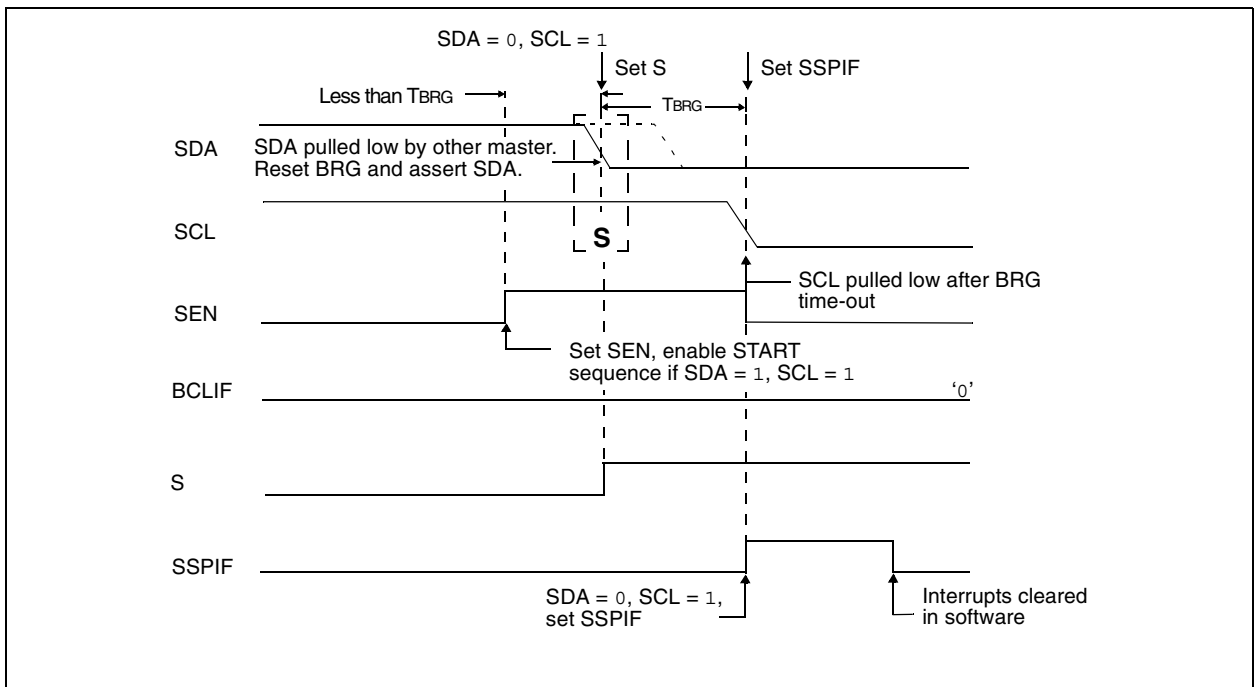 SDA = 0, SCL = 1
Set S
Set SSPIF
Less than TBRG
TBRG
SDA
SDA pulled low by other master.
Reset BRG and assert SDA.
SCL
S
SCL pulled low after BRG
time-out
SEN
Set SEN, enable START
sequence if SDA = 1, SCL = 1
BCLIF
‘0’
S
SSPIF
SDA = 0, SCL = 1,
set SSPIF
Interrupts cleared
in software